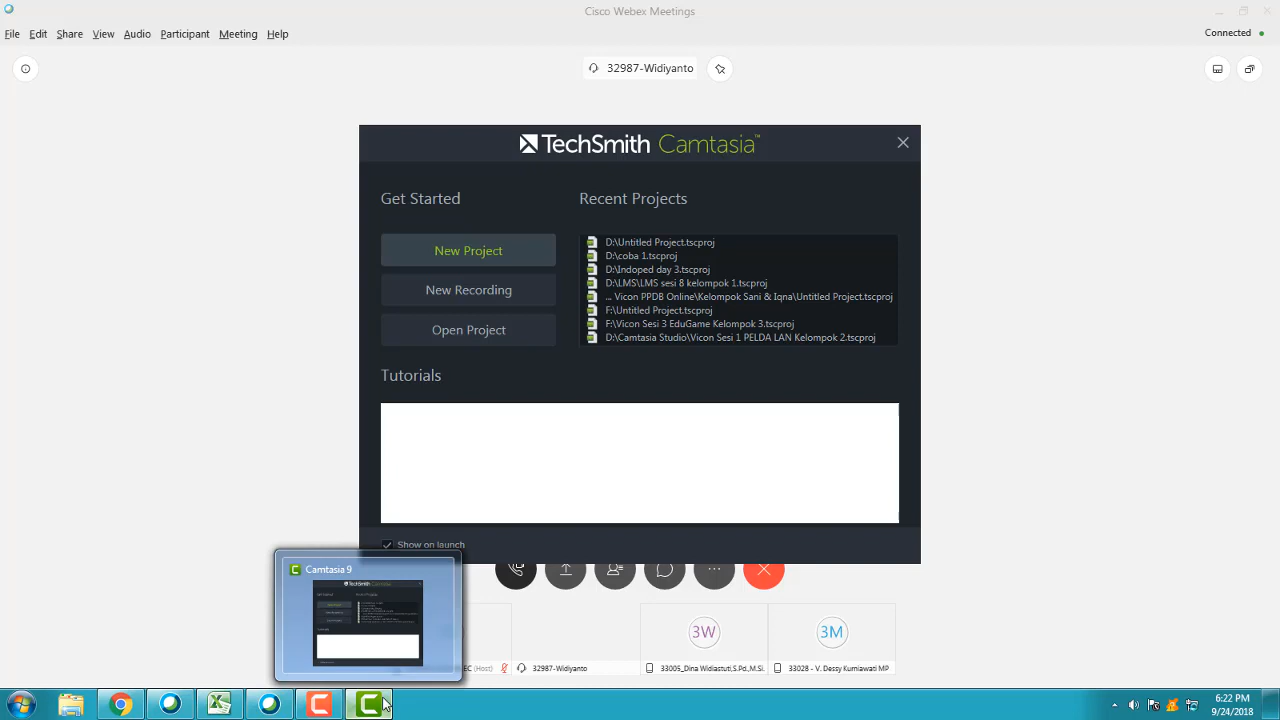 Cisco Webex Meetings
File Edit Share View Audio Participant Meeting Help
Connected
32987-Widiyanto
TechSmith Camtasia™
Get Started
New Project
New Recording
Open Project
Recent Projects
D:\Untitled Project.tscproj
D:\coba 1.tscproj
D:\Indoped day 3.tscproj
D:\LMS\LMS sesi 8 kelompok 1.tscproj
... Vicon PPDB Online\Kelompok Sani & Iqna\Untitled Project.tscproj
F:\Untitled Project.tscproj
F:\Vicon Sesi 3 EduGame Kelompok 3.tscproj
D:\Camtasia Studio\Vicon Sesi 1 PELDA LAN Kelompok 2.tscproj
Tutorials
Show on launch
Camtasia 9
3W
3M
EC (Host)
32987-Widiyanto
33005_Dina Widiastuti,S.Pd,M.Si.
33028 - V. Dessy Kurniawati MP
6:22 PM
9/24/2018